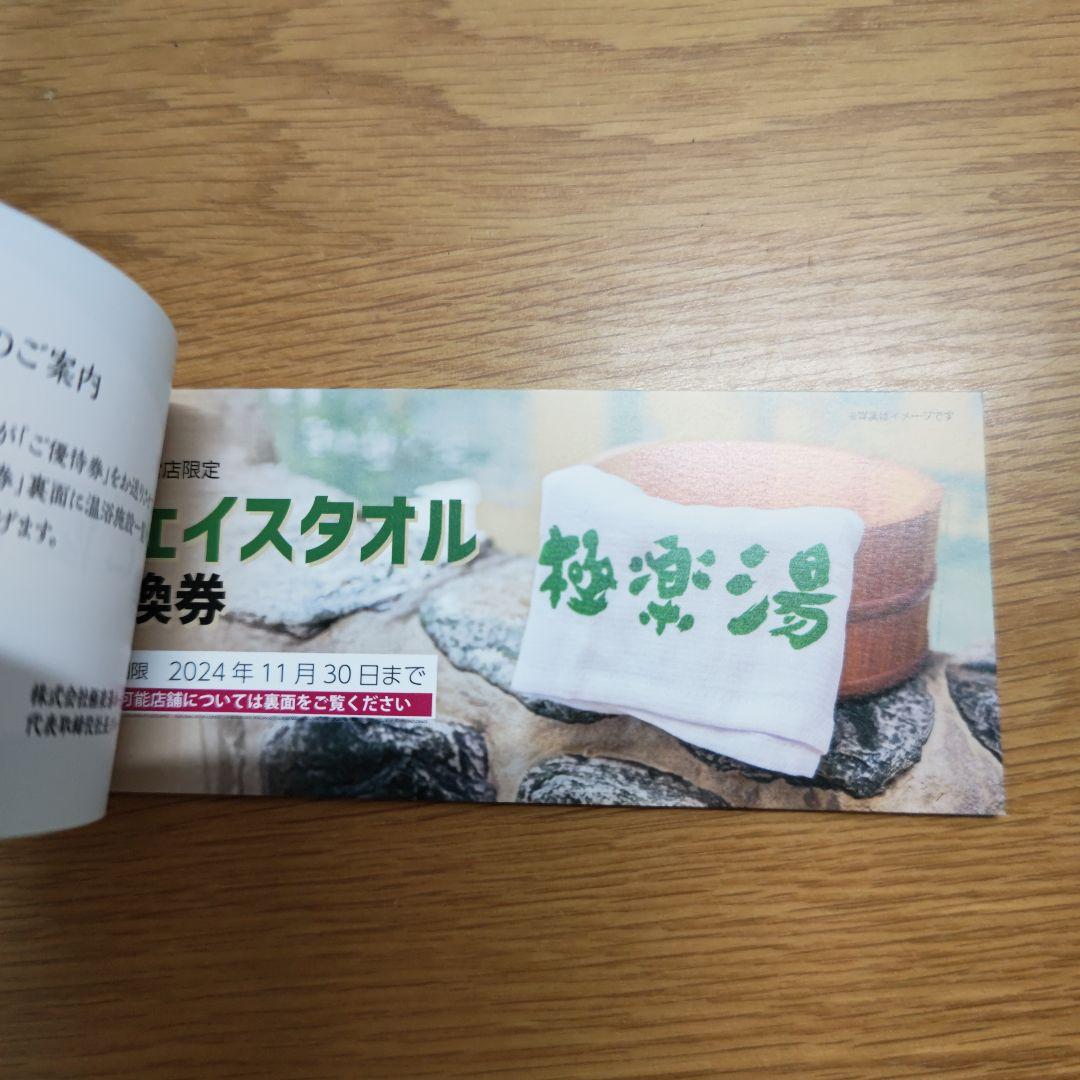 のご案内
が「ご優待券」をお送り
券」裏面に温浴施設一
げます。
株式会社極楽湯
代表取締役社
店限定
ェイスタオル
換券
限 2024年11月30日まで
可能店舗については裏面をご覧ください
極楽湯
※写真はイメージです